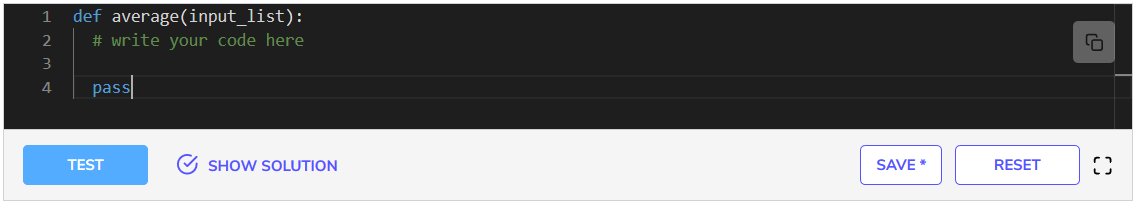 1 def average(input_list):
2 # write your code here
3
4 pass
TEST SHOW SOLUTION SAVE * RESET